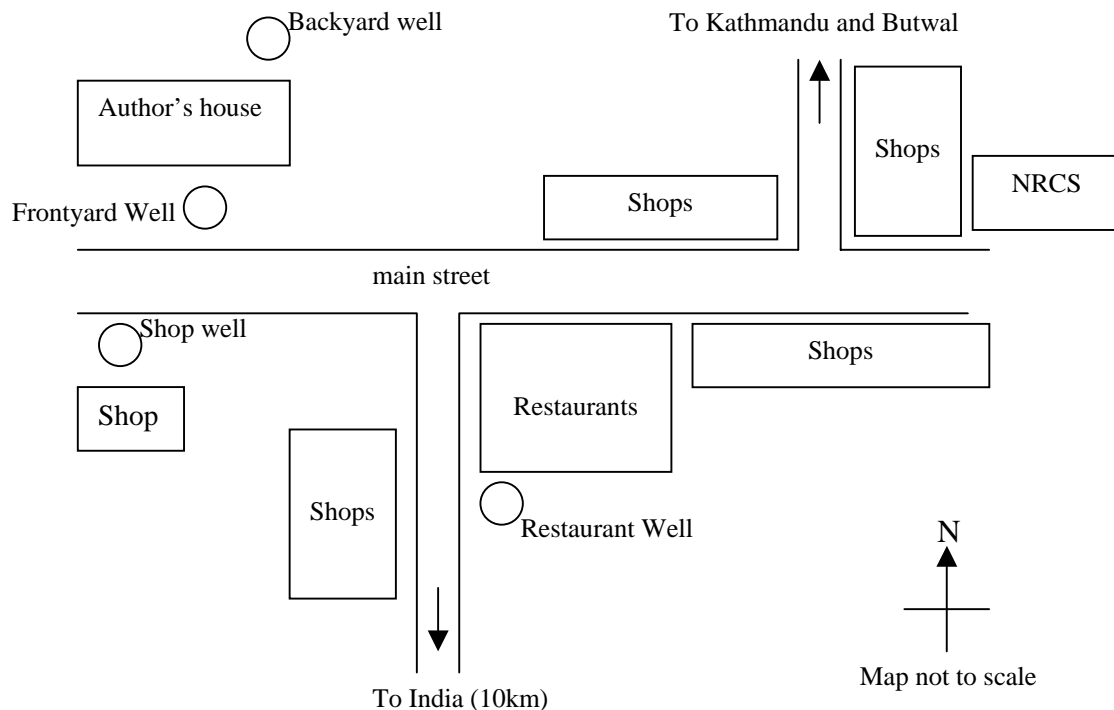 Backyard well
To Kathmandu and Butwal
Author’s house
Shops
NRCS
Shops
Frontyard Well
main street
Shop well
Shops
Restaurants
Shop
Shops
Restaurant Well
N
Map not to scale
To India (10km)